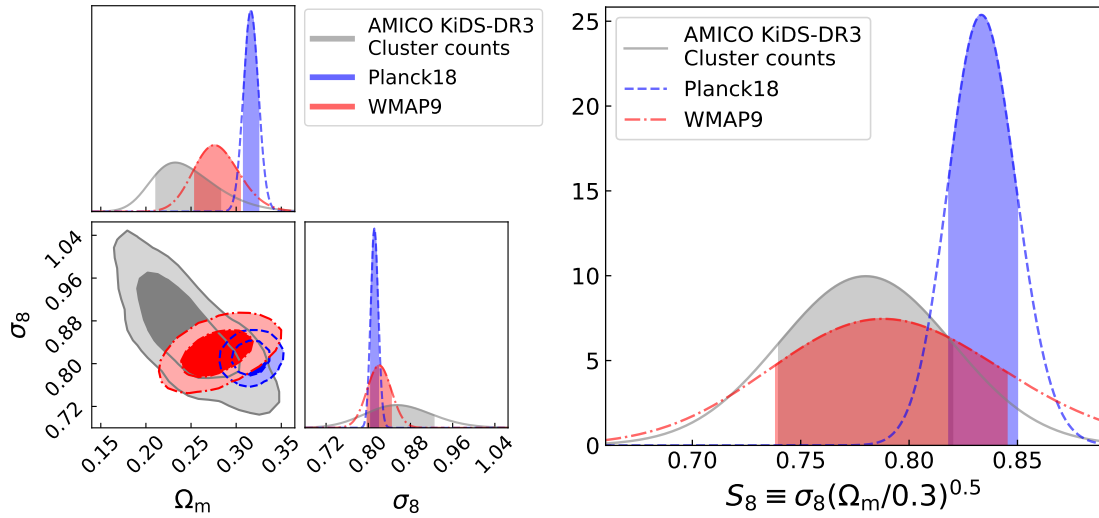 AMICO KiDS-DR3
Cluster counts
Planck18
WMAP9
σ₈
1.04
0.96
0.88
0.80
0.72
0.15
0.20
0.25
0.30
0.35
Ωₘ
0.72
0.80
0.88
0.96
1.04
σ₈
AMICO KiDS-DR3
Cluster counts
Planck18
WMAP9
25
20
15
10
5
0
0.70
0.75
0.80
0.85
S₈ ≡ σ₈(Ωₘ/0.3)⁰·⁵